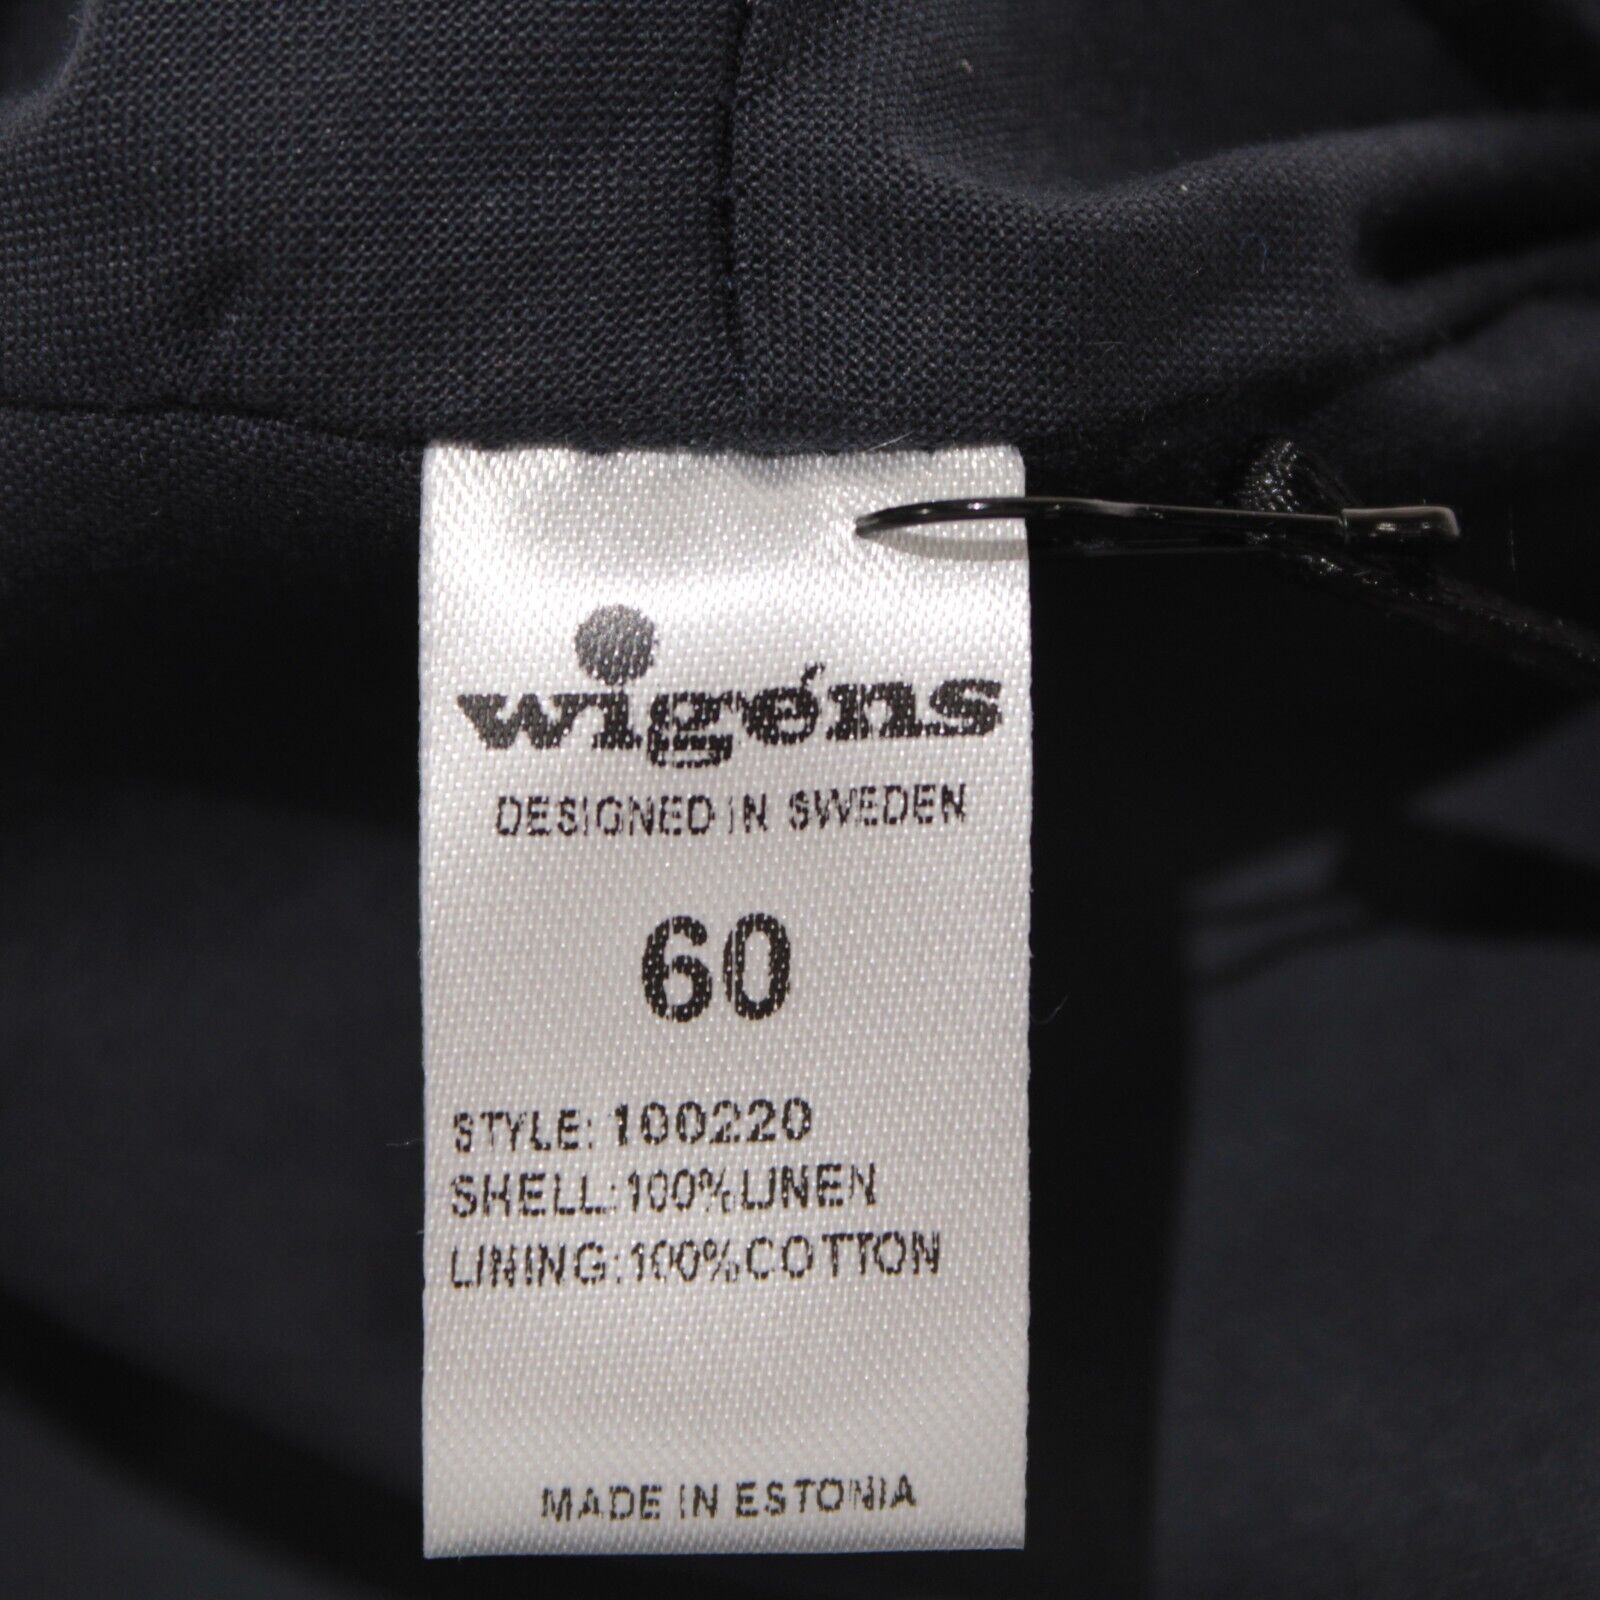 wigéns
DESIGNED IN SWEDEN
60
STYLE: 100220
SHELL:100%LINEN
LINING:100%COTTON
MADE IN ESTONIA